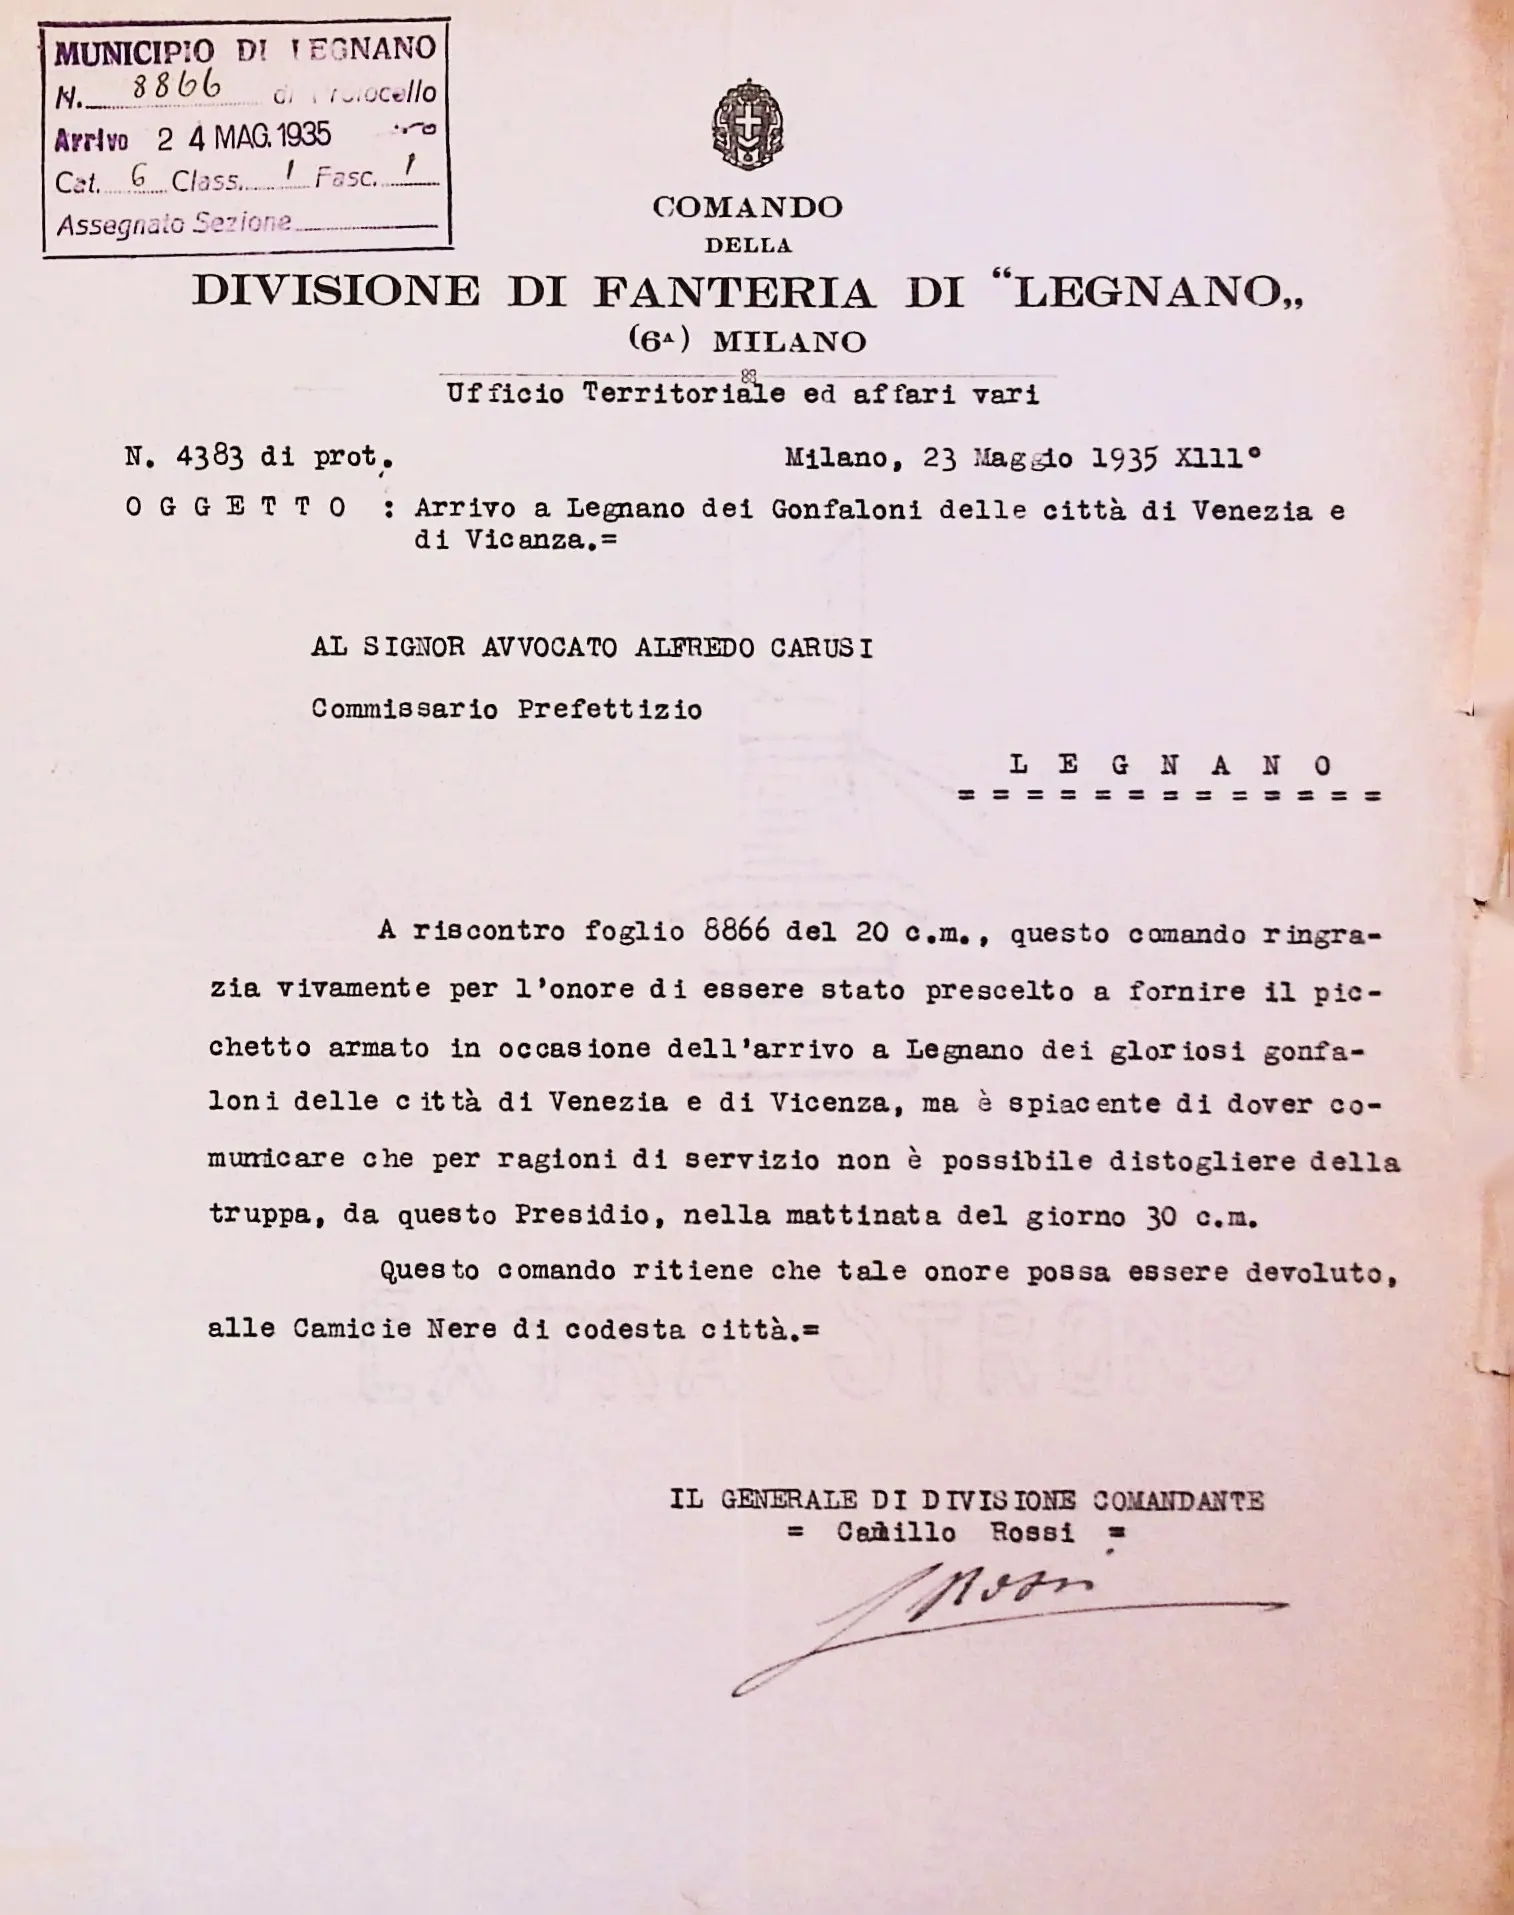 MUNICIPIO DI LEGNANO
N. 8866 di Protocollo
Arrivo 24 MAG. 1935
Cat. 6 Class. 1 Fasc. 1
Assegnato Sezione
COMANDO
DELLA
DIVISIONE DI FANTERIA DI “LEGNANO„
(6ᴬ) MILANO
Ufficio Territoriale ed affari vari
N. 4383 di prot. Milano, 23 Maggio 1935 XIII°
OGGETTO : Arrivo a Legnano dei Gonfaloni delle città di Venezia e
di Vicanza.=
AL SIGNOR AVVOCATO ALFREDO CARUSI
Commissario Prefettizio
LEGNANO
= = = = = = = = = = = = =
A riscontro foglio 8866 del 20 c.m., questo comando ringra-
zia vivamente per l'onore di essere stato prescelto a fornire il pic-
chetto armato in occasione dell'arrivo a Legnano dei gloriosi gonfa-
loni delle città di Venezia e di Vicenza, ma è spiacente di dover co-
municare che per ragioni di servizio non è possibile distogliere della
truppa, da questo Presidio, nella mattinata del giorno 30 c.m.
Questo comando ritiene che tale onore possa essere devoluto,
alle Camicie Nere di codesta città.=
IL GENERALE DI DIVISIONE COMANDANTE
= Camillo Rossi =
Rossi